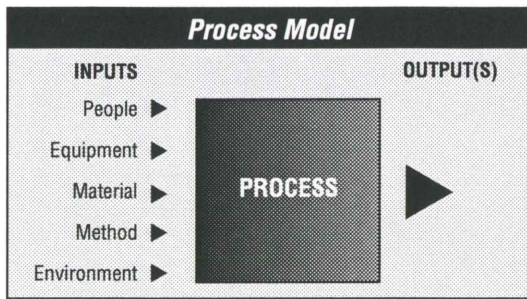 Process Model
INPUTS
OUTPUT(S)
People
Equipment
Material
Method
Environment
PROCESS